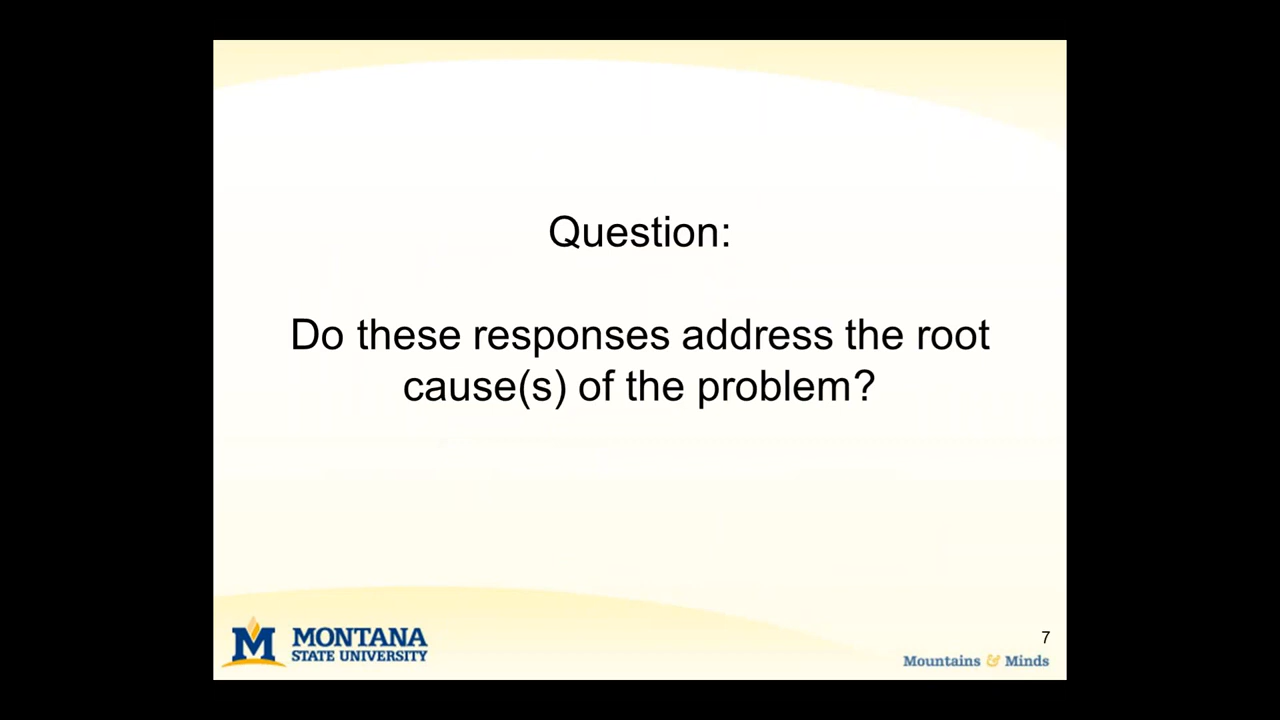 Question:
Do these responses address the root
cause(s) of the problem?
M MONTANA
STATE UNIVERSITY
7
Mountains & Minds